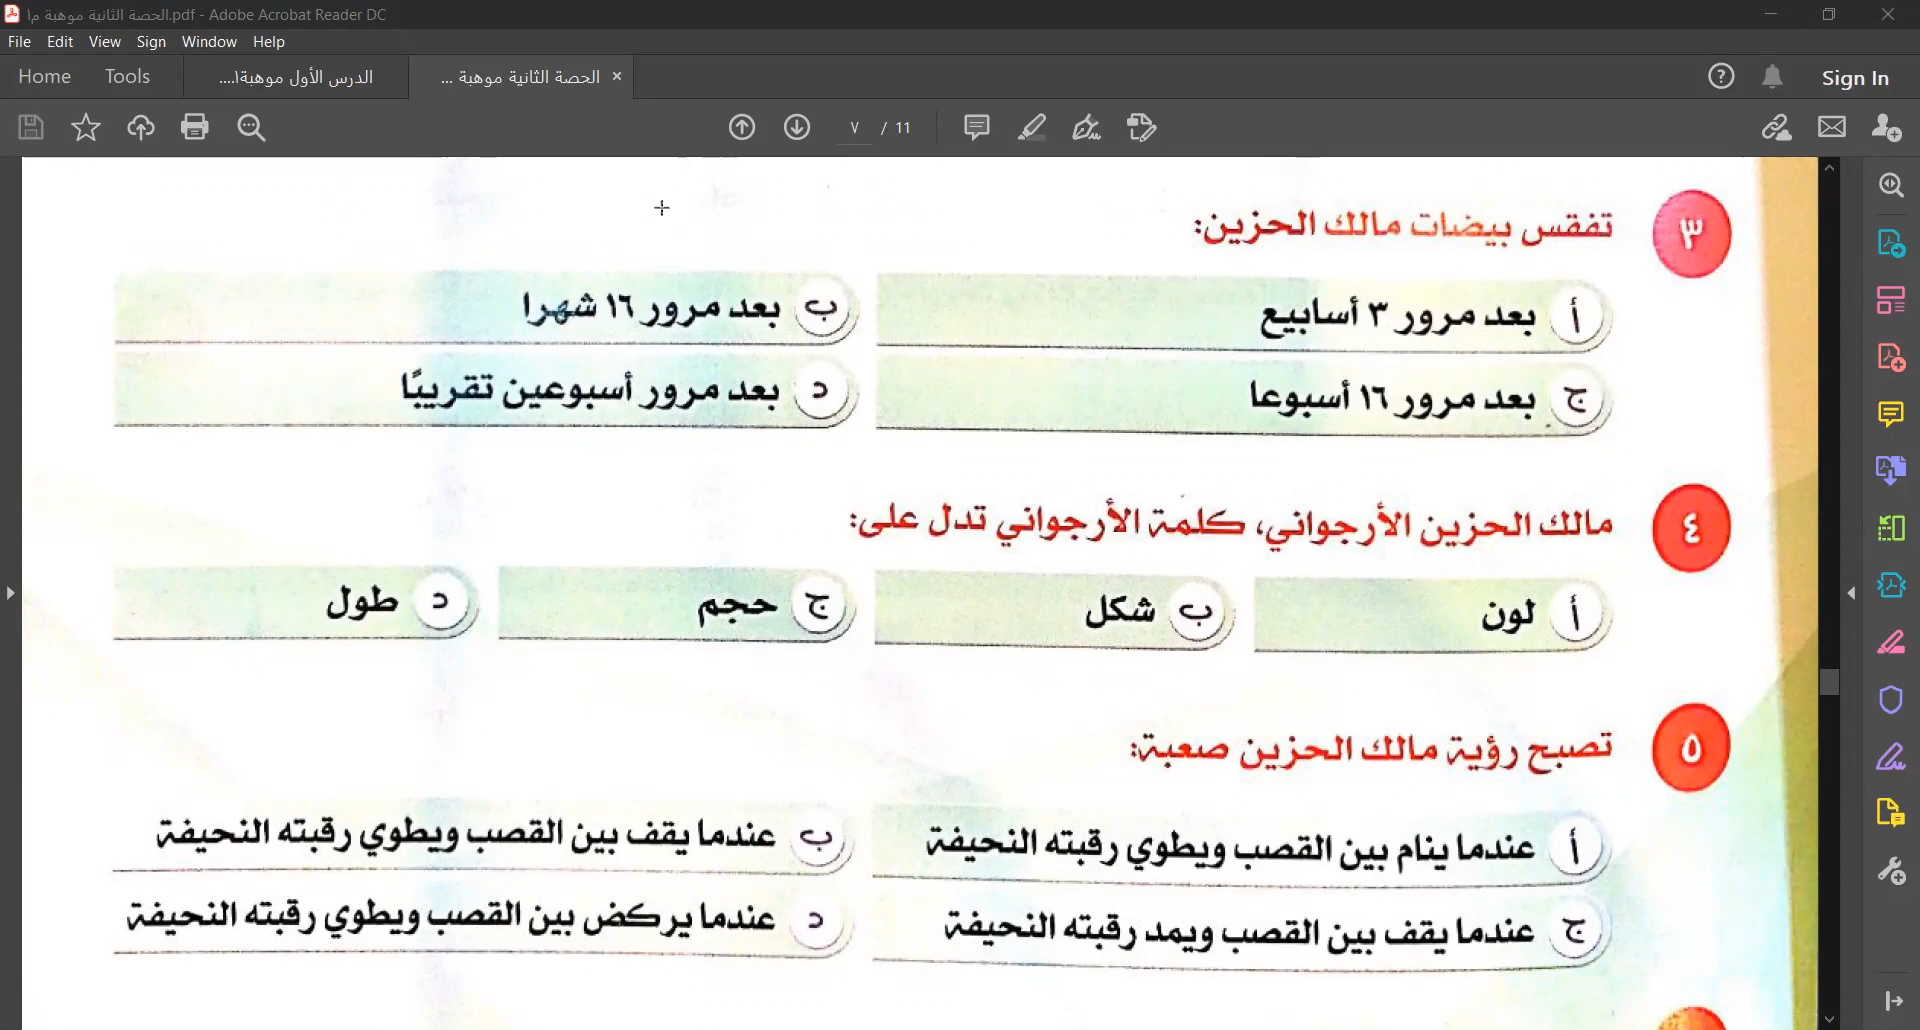 الحصة الثانية موهبة م١.pdf - Adobe Acrobat Reader DC
File Edit View Sign Window Help
Home Tools
الدرس الأول موهبة١....
الحصة الثانية موهبة ... ×
Sign In
٧ / 11
٣ تفقس بيضات مالك الحزين:
أ بعد مرور ٣ أسابيع
ب بعد مرور ١٦ شهرا
ج بعد مرور ١٦ أسبوعا
د بعد مرور أسبوعين تقريبًا
٤ مالك الحزين الأرجواني، كلمة الأرجواني تدل على:
أ لون
ب شكل
ج حجم
د طول
٥ تصبح رؤية مالك الحزين صعبة:
أ عندما ينام بين القصب ويطوي رقبته النحيفة
ب عندما يقف بين القصب ويطوي رقبته النحيفة
ج عندما يقف بين القصب ويمد رقبته النحيفة
د عندما يركض بين القصب ويطوي رقبته النحيفة